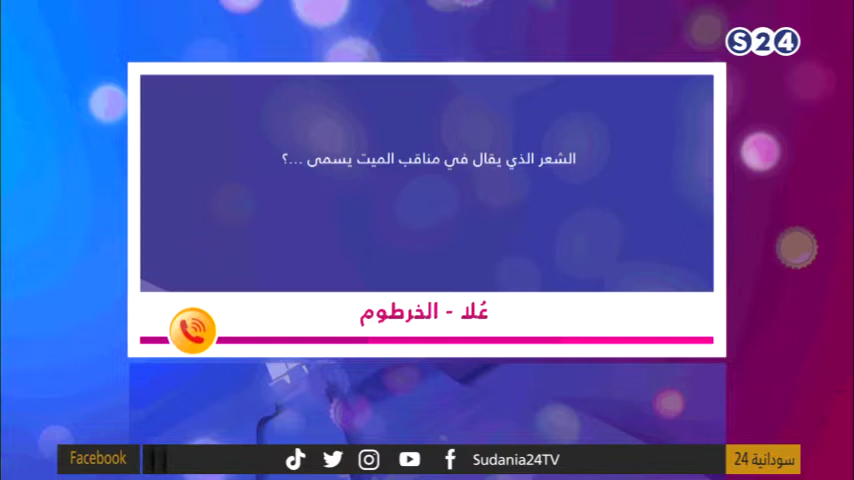 S24
الشعر الذي يقال في مناقب الميت يسمى ...؟
عُلا - الخرطوم
Facebook
Sudania24TV
سودانية 24